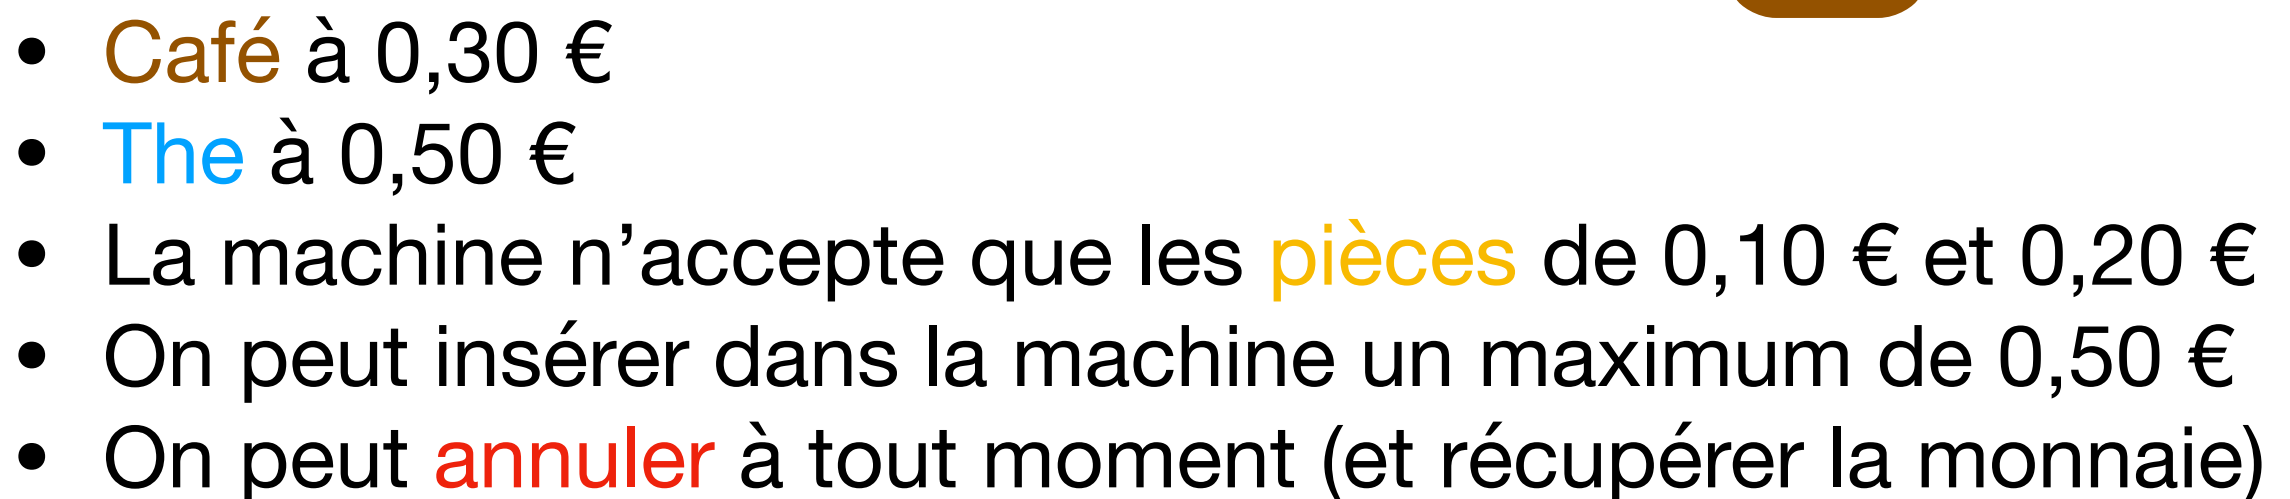 • Café à 0,30 €
• The à 0,50 €
• La machine n’accepte que les pièces de 0,10 € et 0,20 €
• On peut insérer dans la machine un maximum de 0,50 €
• On peut annuler à tout moment (et récupérer la monnaie)